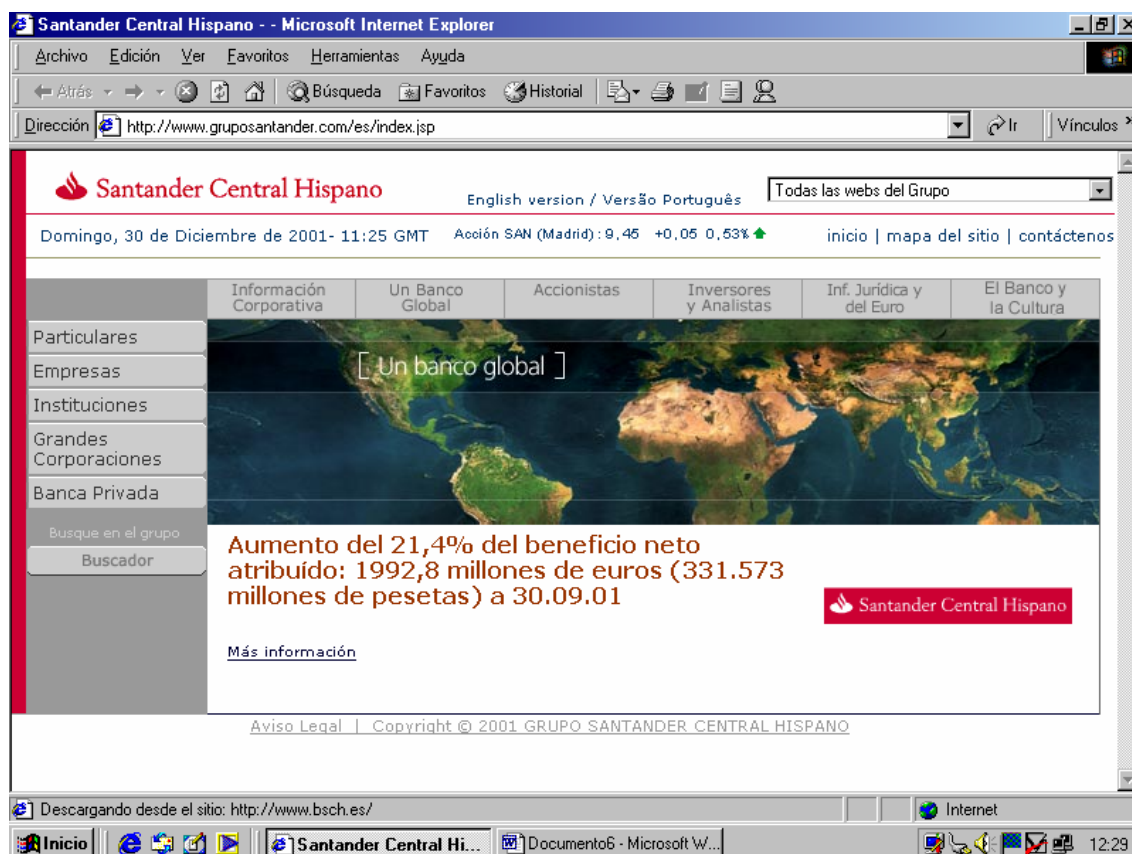 Santander Central Hispano - - Microsoft Internet Explorer
Archivo Edición Ver Favoritos Herramientas Ayuda
Atrás Búsqueda Favoritos Historial
Dirección http://www.gruposantander.com/es/index.jsp Ir Vínculos »
Santander Central Hispano
English version / Versão Português Todas las webs del Grupo
Domingo, 30 de Diciembre de 2001- 11:25 GMT Acción SAN (Madrid): 9,45 +0,05 0,53% inicio | mapa del sitio | contáctenos
Información Corporativa
Un Banco Global
Accionistas
Inversores y Analistas
Inf. Jurídica y del Euro
El Banco y la Cultura
Particulares
Empresas
Instituciones
Grandes
Corporaciones
Banca Privada
Busque en el grupo
Buscador
[ Un banco global ]
Aumento del 21,4% del beneficio neto
atribuído: 1992,8 millones de euros (331.573
millones de pesetas) a 30.09.01
Santander Central Hispano
Más información
Aviso Legal | Copyright © 2001 GRUPO SANTANDER CENTRAL HISPANO
Descargando desde el sitio: http://www.bsch.es/ Internet
Inicio Santander Central Hi... Documento6 - Microsoft W... 12:29